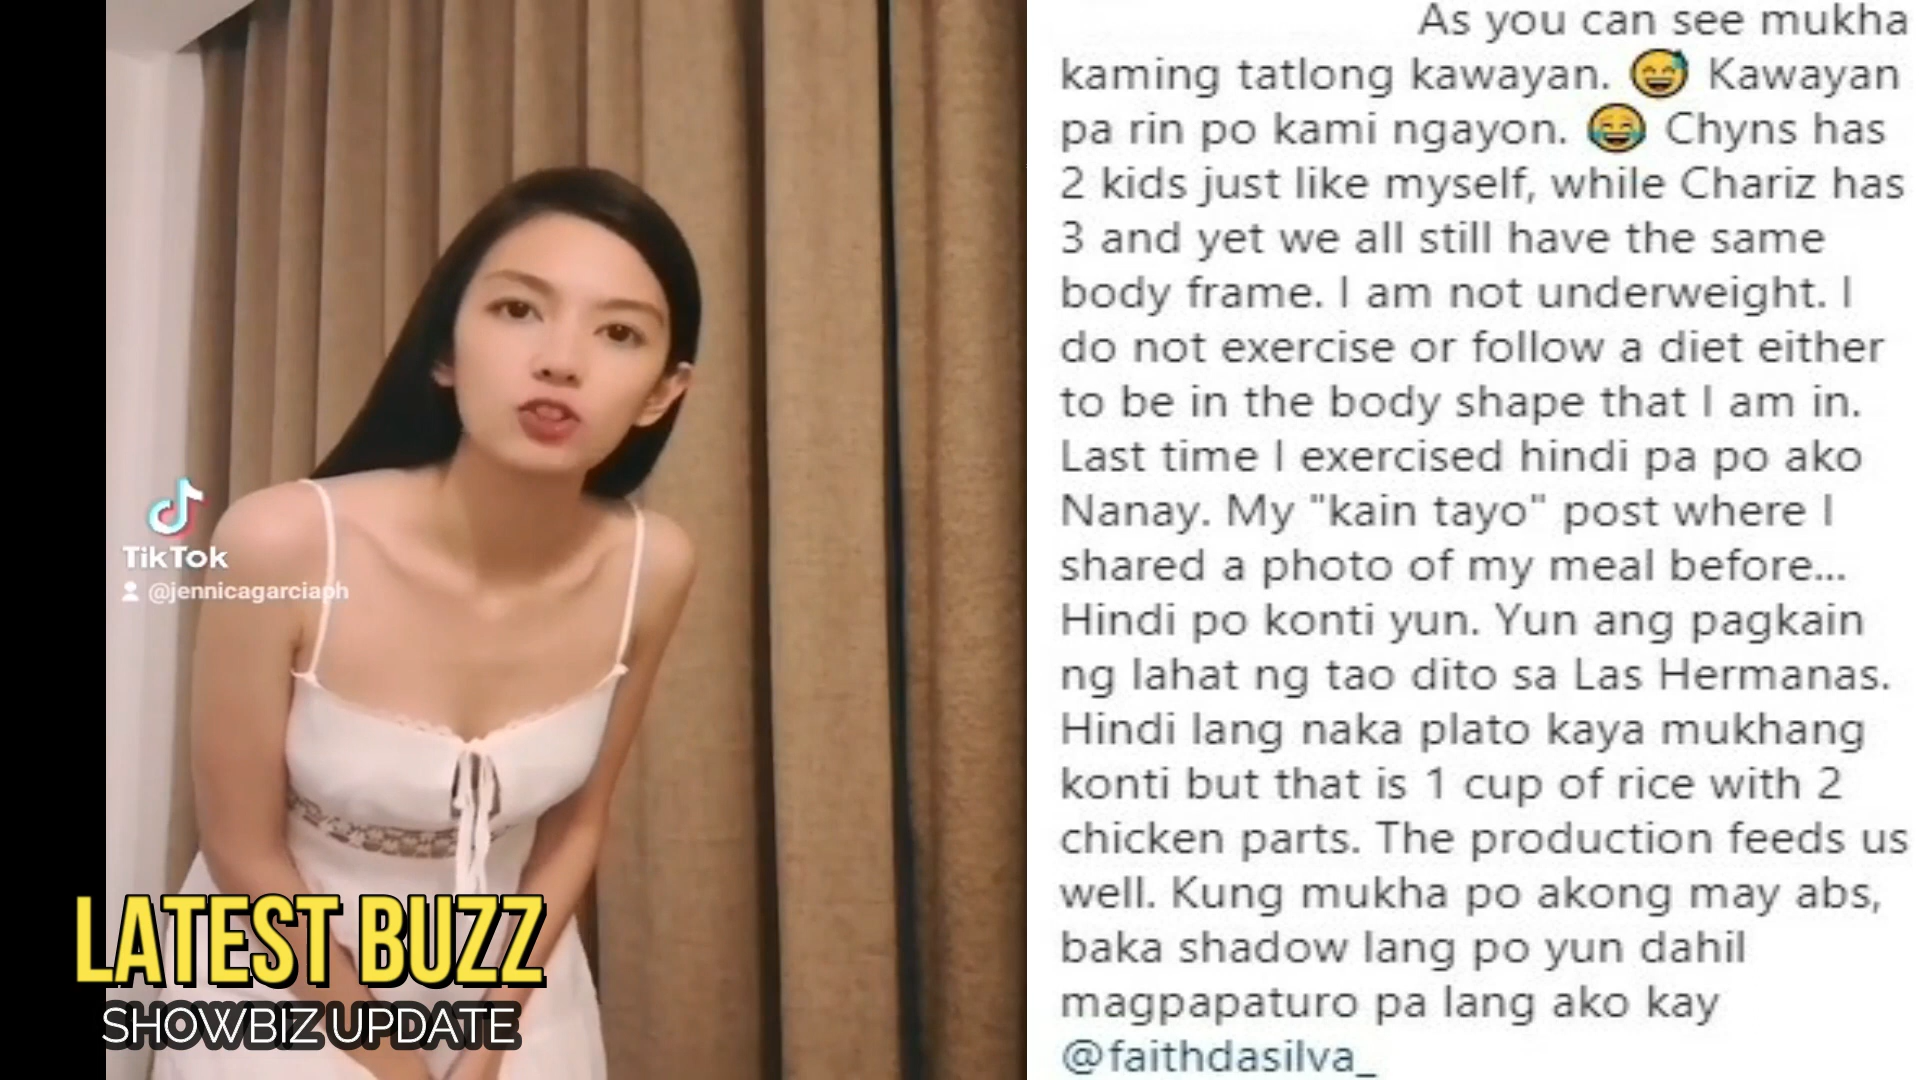 TikTok
@jennicagarciaph
LATEST BUZZ
SHOWBIZ UPDATE
As you can see mukha
kaming tatlong kawayan. 😅 Kawayan
pa rin po kami ngayon. 😂 Chyns has
2 kids just like myself, while Chariz has
3 and yet we all still have the same
body frame. I am not underweight. I
do not exercise or follow a diet either
to be in the body shape that I am in.
Last time I exercised hindi pa po ako
Nanay. My "kain tayo" post where I
shared a photo of my meal before...
Hindi po konti yun. Yun ang pagkain
ng lahat ng tao dito sa Las Hermanas.
Hindi lang naka plato kaya mukhang
konti but that is 1 cup of rice with 2
chicken parts. The production feeds us
well. Kung mukha po akong may abs,
baka shadow lang po yun dahil
magpapaturo pa lang ako kay
@faithdasilva_